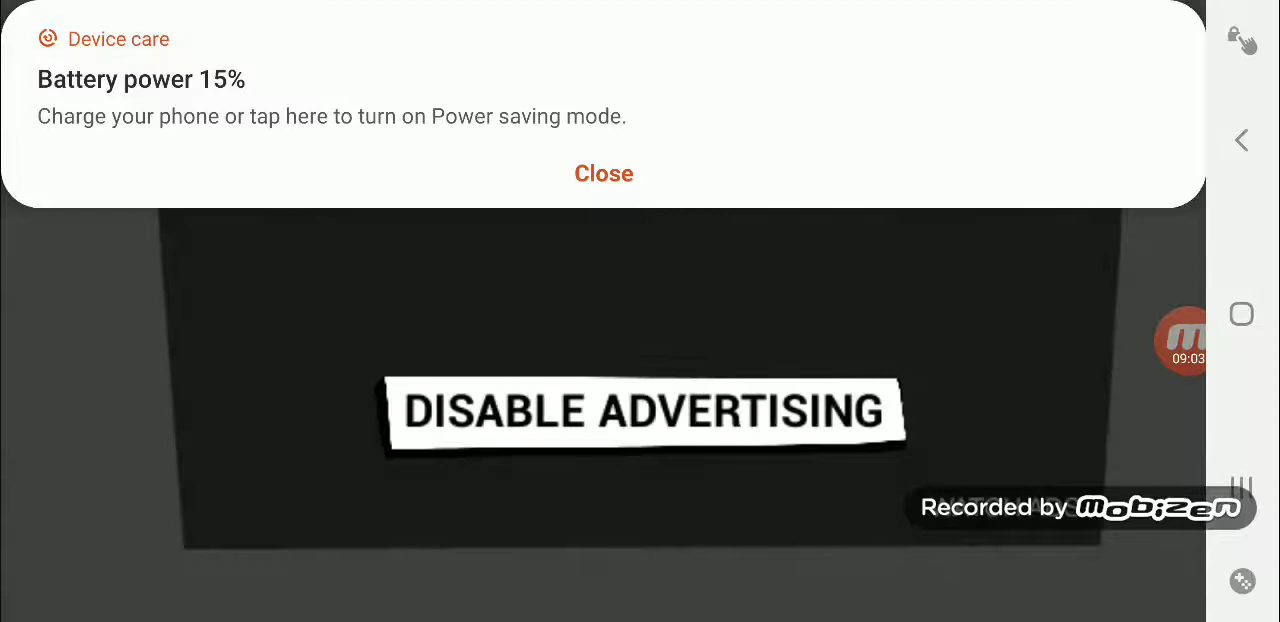 Device care
Battery power 15%
Charge your phone or tap here to turn on Power saving mode.
Close
09:03
DISABLE ADVERTISING
Recorded by mobizen